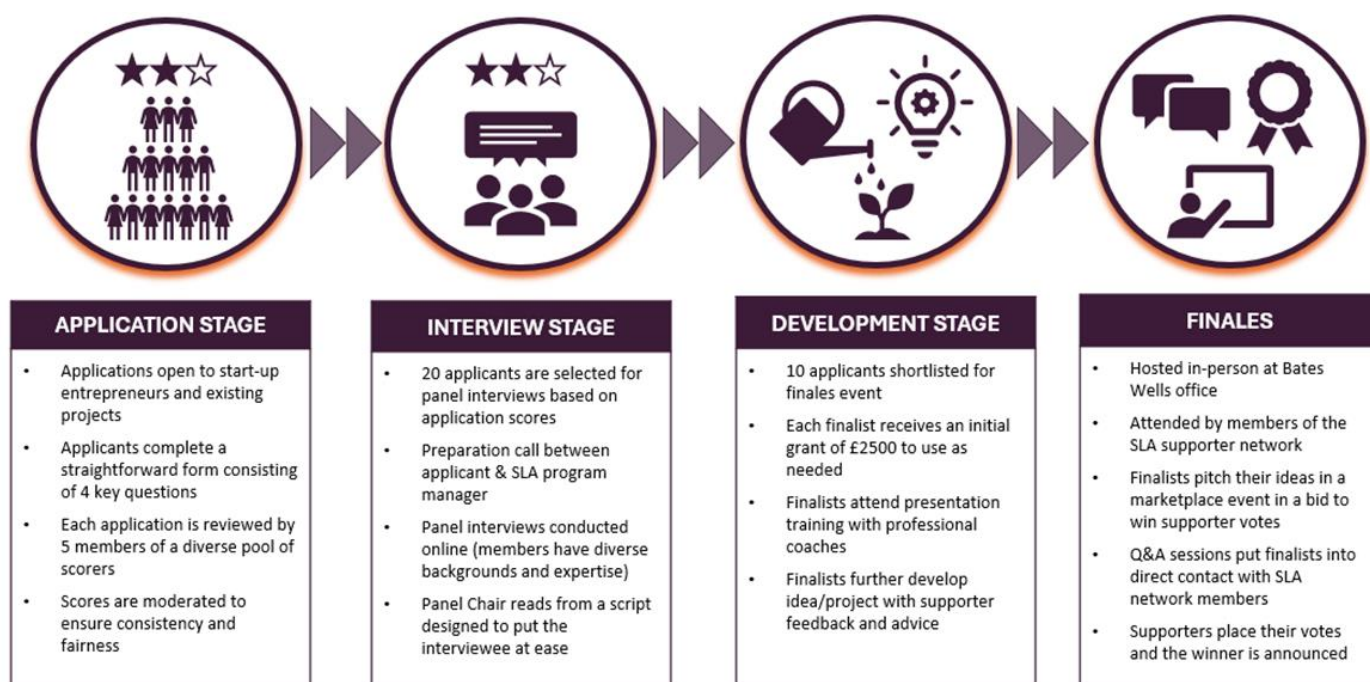 APPLICATION STAGE
• Applications open to start-up
entrepreneurs and existing
projects
• Applicants complete a
straightforward form consisting
of 4 key questions
• Each application is reviewed by
5 members of a diverse pool of
scorers
• Scores are moderated to
ensure consistency and
fairness
INTERVIEW STAGE
• 20 applicants are selected for
panel interviews based on
application scores
• Preparation call between
applicant & SLA program
manager
• Panel interviews conducted
online (members have diverse
backgrounds and expertise)
• Panel Chair reads from a script
designed to put the
interviewee at ease
DEVELOPMENT STAGE
• 10 applicants shortlisted for
finales event
• Each finalist receives an initial
grant of £2500 to use as
needed
• Finalists attend presentation
training with professional
coaches
• Finalists further develop
idea/project with supporter
feedback and advice
FINALES
• Hosted in-person at Bates
Wells office
• Attended by members of the
SLA supporter network
• Finalists pitch their ideas in a
marketplace event in a bid to
win supporter votes
• Q&A sessions put finalists into
direct contact with SLA
network members
• Supporters place their votes
and the winner is announced